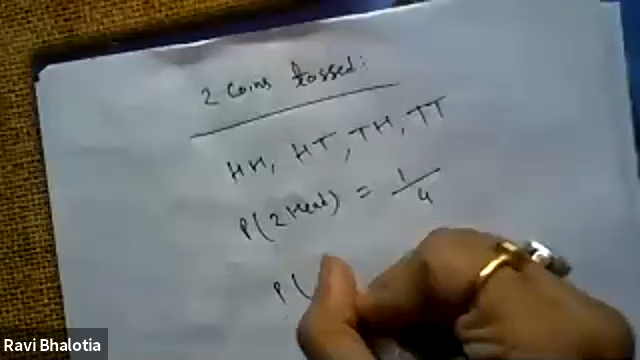 2 Coins tossed:
HH, HT, TH, TT
P(2 Head) = 1/4
P(
Ravi Bhalotia